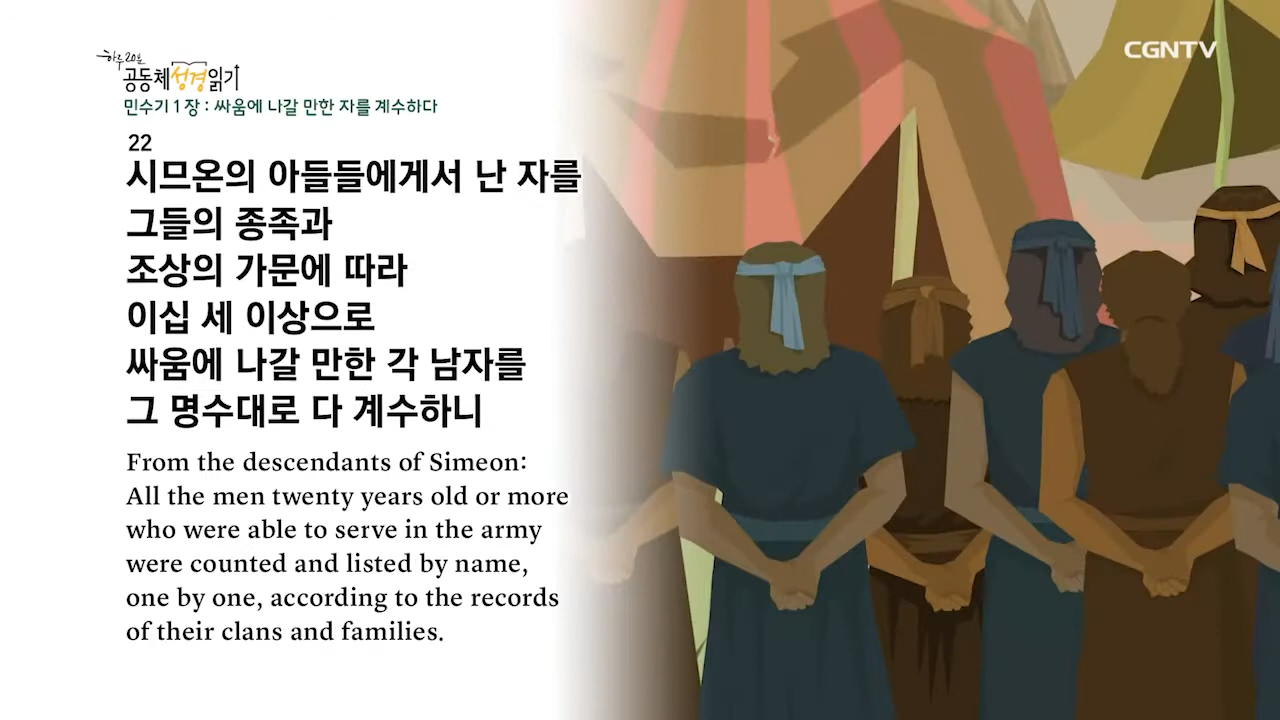 CGNTV
하루 20분
공동체성경읽기
민수기 1장 : 싸움에 나갈 만한 자를 계수하다
22
시므온의 아들들에게서 난 자를
그들의 종족과
조상의 가문에 따라
이십 세 이상으로
싸움에 나갈 만한 각 남자를
그 명수대로 다 계수하니
From the descendants of Simeon:
All the men twenty years old or more
who were able to serve in the army
were counted and listed by name,
one by one, according to the records
of their clans and families.